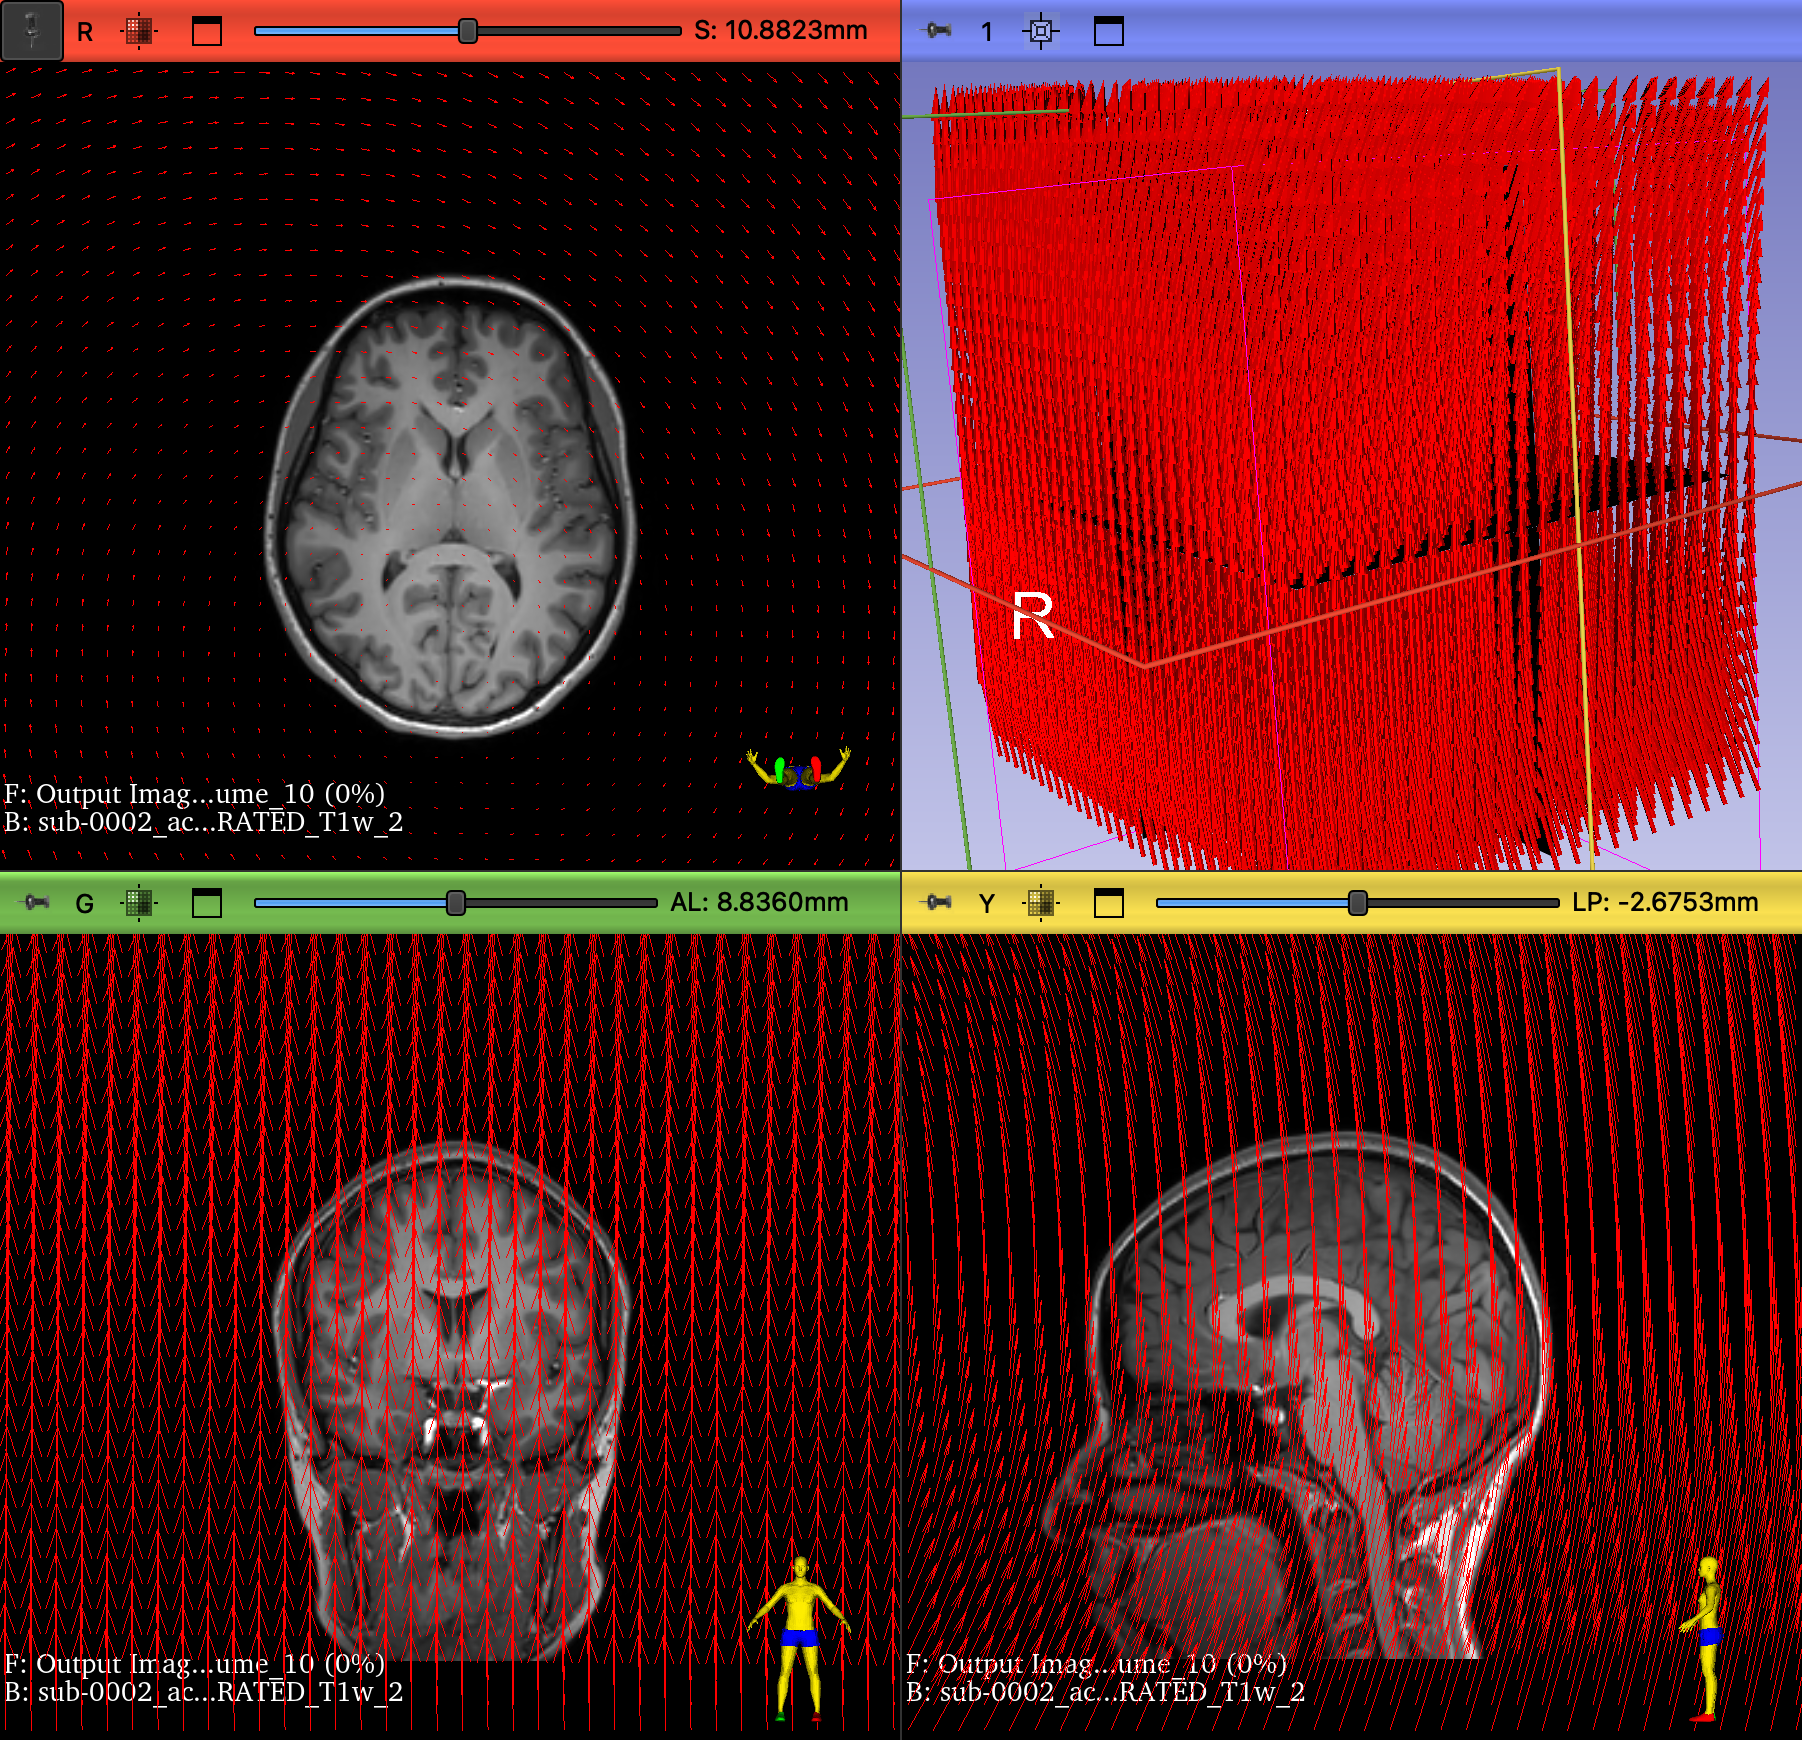 R S: 10.8823mm
1
F: Output Imag...ume_10 (0%)
B: sub-0002_ac...RATED_T1w_2
R
G AL: 8.8360mm
Y LP: -2.6753mm
F: Output Imag...ume_10 (0%)
B: sub-0002_ac...RATED_T1w_2
F: Output Imag...ume_10 (0%)
B: sub-0002_ac...RATED_T1w_2